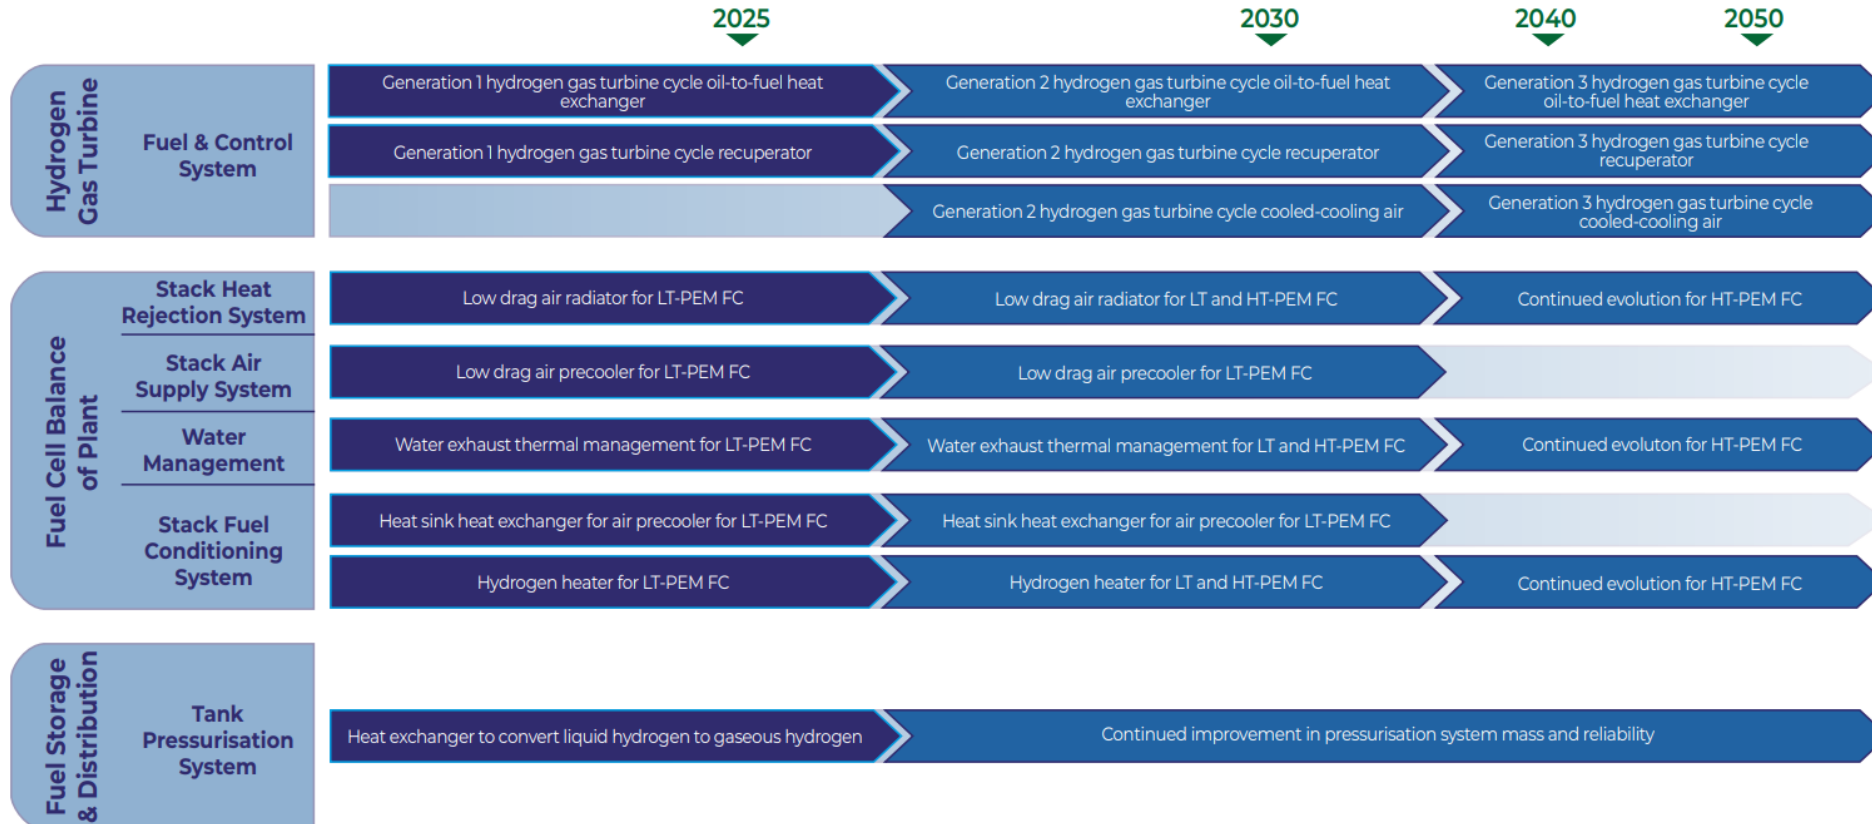 2025
2030
2040
2050
Hydrogen
Gas Turbine
Fuel & Control
System
Generation 1 hydrogen gas turbine cycle oil-to-fuel heat
exchanger
Generation 2 hydrogen gas turbine cycle oil-to-fuel heat
exchanger
Generation 3 hydrogen gas turbine cycle
oil-to-fuel heat exchanger
Generation 1 hydrogen gas turbine cycle recuperator
Generation 2 hydrogen gas turbine cycle recuperator
Generation 3 hydrogen gas turbine cycle
recuperator
Generation 2 hydrogen gas turbine cycle cooled-cooling air
Generation 3 hydrogen gas turbine cycle
cooled-cooling air
Fuel Cell Balance
of Plant
Stack Heat
Rejection System
Low drag air radiator for LT-PEM FC
Low drag air radiator for LT and HT-PEM FC
Continued evolution for HT-PEM FC
Stack Air
Supply System
Low drag air precooler for LT-PEM FC
Low drag air precooler for LT-PEM FC
Water
Management
Water exhaust thermal management for LT-PEM FC
Water exhaust thermal management for LT and HT-PEM FC
Continued evoluton for HT-PEM FC
Stack Fuel
Conditioning
System
Heat sink heat exchanger for air precooler for LT-PEM FC
Heat sink heat exchanger for air precooler for LT-PEM FC
Hydrogen heater for LT-PEM FC
Hydrogen heater for LT and HT-PEM FC
Continued evolution for HT-PEM FC
Fuel Storage
& Distribution
Tank
Pressurisation
System
Heat exchanger to convert liquid hydrogen to gaseous hydrogen
Continued improvement in pressurisation system mass and reliability